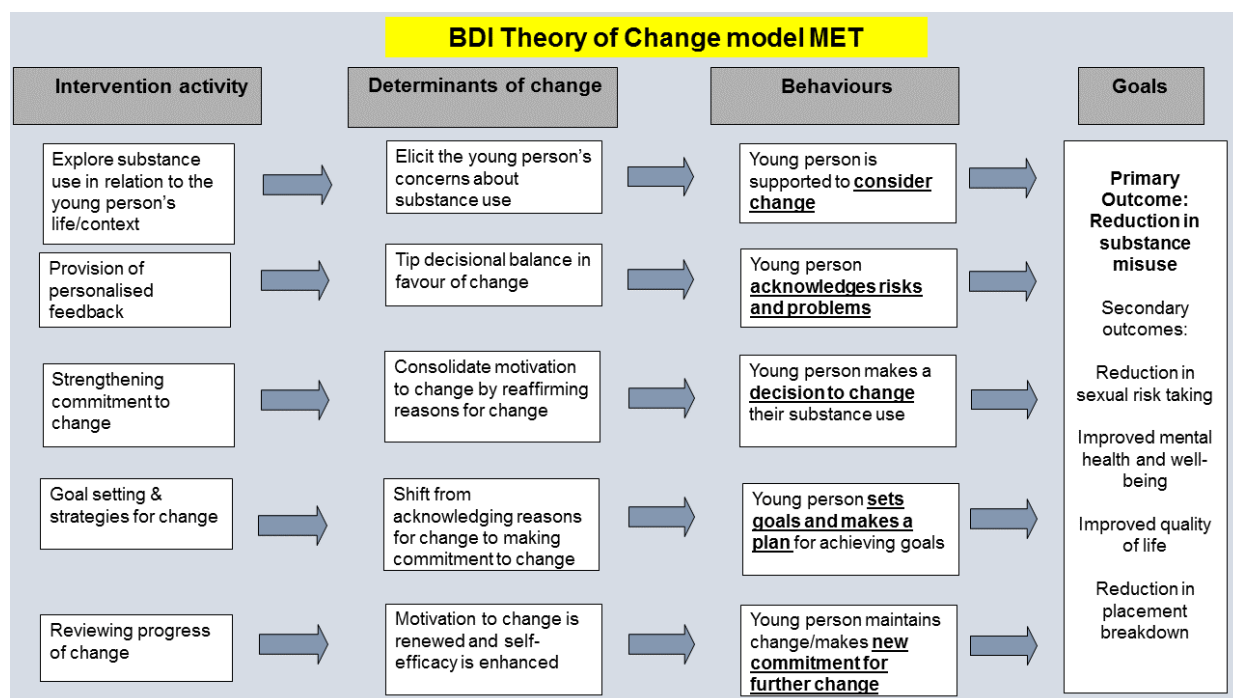 BDI Theory of Change model MET
Intervention activity
Determinants of change
Behaviours
Goals
Explore substance
use in relation to the
young person's
life/context
Elicit the young person's
concerns about
substance use
Young person is
supported to consider
change
Provision of
personalised
feedback
Tip decisional balance in
favour of change
Young person
acknowledges risks
and problems
Strengthening
commitment to
change
Consolidate motivation
to change by reaffirming
reasons for change
Young person makes a
decision to change
their substance use
Goal setting &
strategies for change
Shift from
acknowledging reasons
for change to making
commitment to change
Young person sets
goals and makes a
plan for achieving goals
Reviewing progress
of change
Motivation to change is
renewed and self-
efficacy is enhanced
Young person maintains
change/makes new
commitment for
further change
Primary
Outcome:
Reduction in
substance
misuse
Secondary
outcomes:
Reduction in
sexual risk taking
Improved mental
health and well-
being
Improved quality
of life
Reduction in
placement
breakdown